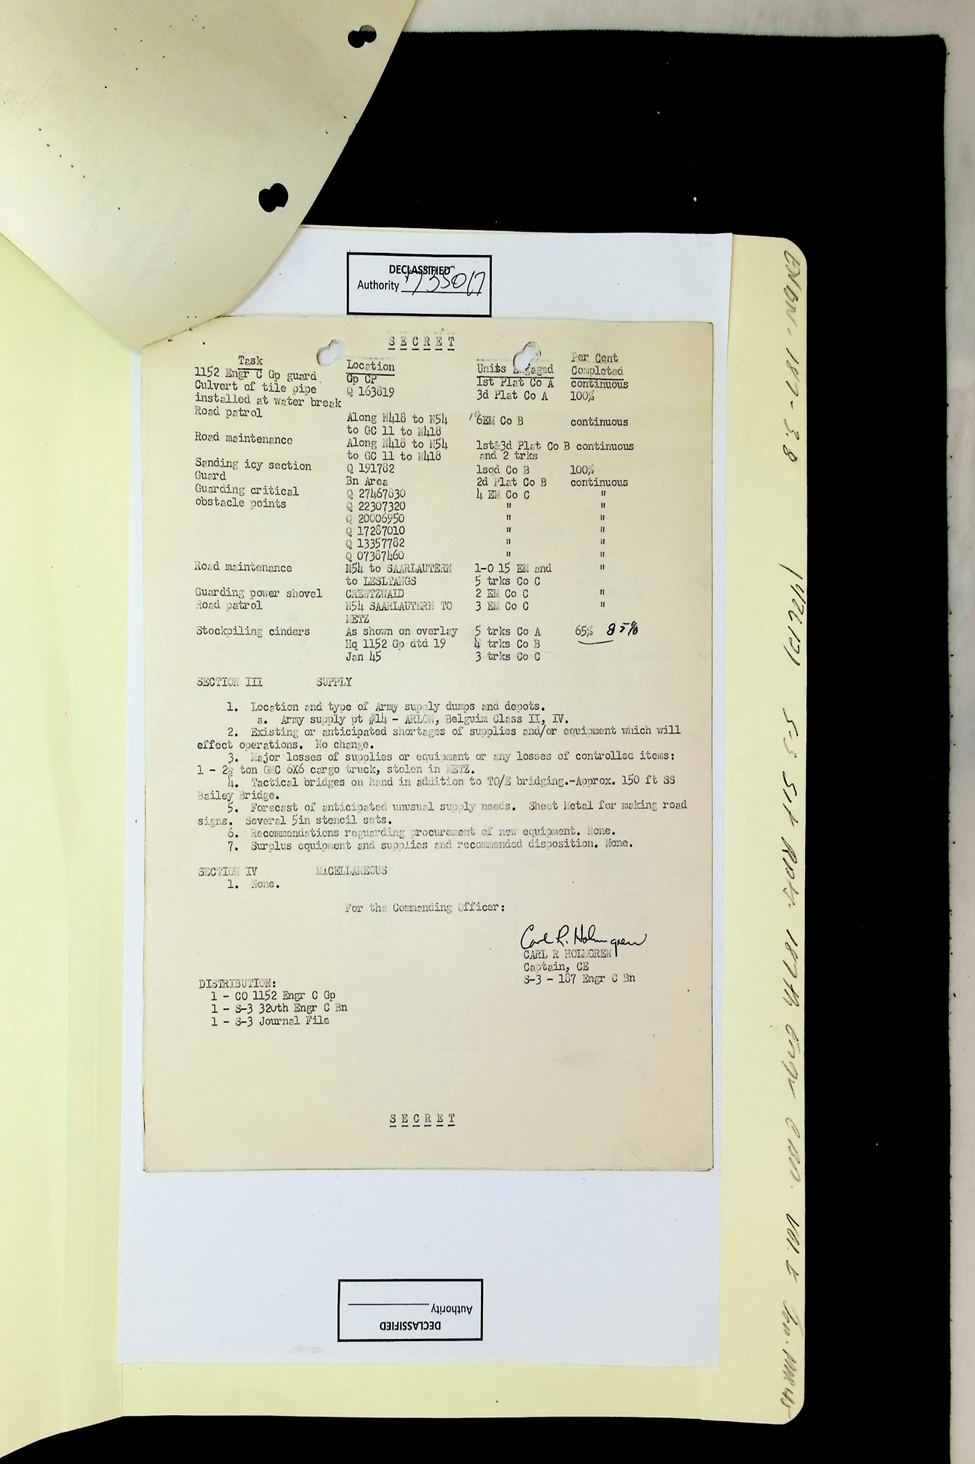 DECLASSIFIED
Authority 735017
SECRET
Task Location Units Engaged Per Cent Completed
1152 Engr C Gp guard Gp CP 1st Plat Co A continuous
Culvert of tile pipe Q 163819 3d Plat Co A 100%
installed at water break
Road patrol Along N418 to N54 6EM Co B continuous
to GC 11 to N418
Road maintenance Along N418 to N54 1st&3d Plat Co B continuous
to GC 11 to N418 and 2 trks
Sanding icy section Q 191782 1sqd Co B 100%
Guard Bn Area 2d Plat Co B continuous
Guarding critical Q 27467830 4 EM Co C "
obstacle points Q 22307320 " "
Q 20006950 " "
Q 17287010 " "
Q 13357782 " "
Q 07387460 " "
Road maintenance N54 to SAARLAUTERN 1-O 15 EM and "
to LESLTANGS 5 trks Co C
Guarding power shovel CREUTZWALD 2 EM Co C "
Road patrol N54 SAARLAUTERN TO 3 EM Co C "
METZ
Stockpiling cinders As shown on overlay 5 trks Co A 65% 85%
Hq 1152 Gp dtd 19 4 trks Co B
Jan 45 3 trks Co C
SECTION III SUPPLY
1. Location and type of Army supply dumps and depots.
a. Army supply pt #14 - ARLON, Belguim Class II, IV.
2. Existing or anticipated shortages of supplies and/or equipment which will
effect operations. No change.
3. Major losses of supplies or equipment or any losses of controlled items:
1 - 2½ ton GMC 6X6 cargo truck, stolen in METZ.
4. Tactical bridges on hand in addition to TO/E bridging.-Approx. 150 ft SS
Bailey Bridge.
5. Forecast of anticipated unusual supply needs. Sheet Metal for making road
signs. Several 5in stencil sets.
6. Recommendations reguarding procurement of new equipment. None.
7. Surplus equipment and supplies and recommended disposition. None.
SECTION IV MiCELLANEOUS
1. None.
For the Commanding Officer:
Carl R. Holmgren
CARL R HOLMGREN
Captain, CE
S-3 - 187 Engr C Bn
DISTRIBUTION:
1 - CO 1152 Engr C Gp
1 - S-3 320th Engr C Bn
1 - S-3 Journal File
SECRET
DECLASSIFIED
Authority
ENBN-187-3.8
S-3 Sit Rpts. 187th Engr C Bn. Vol. I